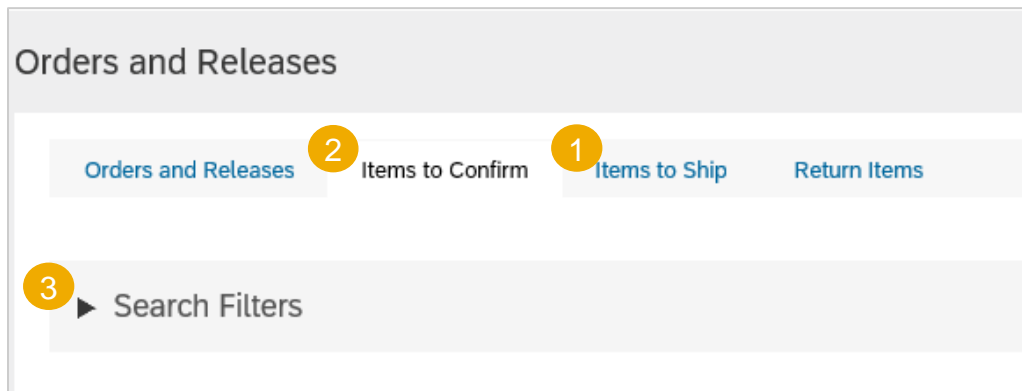 Orders and Releases
2 1
Orders and Releases Items to Confirm Items to Ship Return Items
3
Search Filters